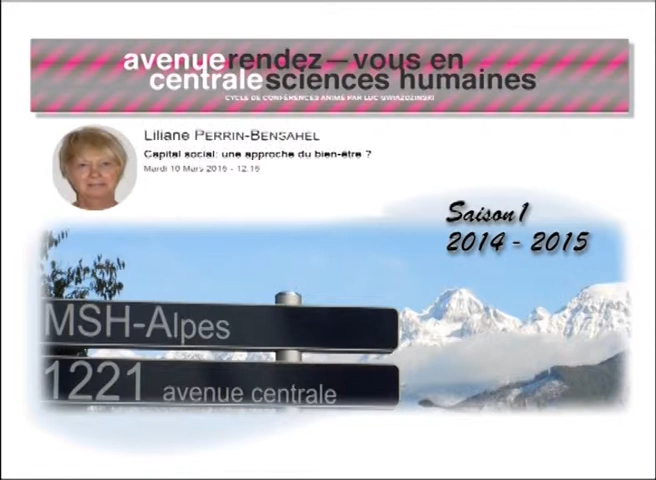 avenue rendez—vous en
centrale sciences humaines
CYCLE DE CONFÉRENCES ANIMÉ PAR LUC GWIAZDZINSKI
Liliane PERRIN-BENSAHEL
Capital social: une approche du bien-être ?
Mardi 10 Mars 2015 - 12:15
Saison 1
2014 - 2015
MSH-Alpes
1221 avenue centrale